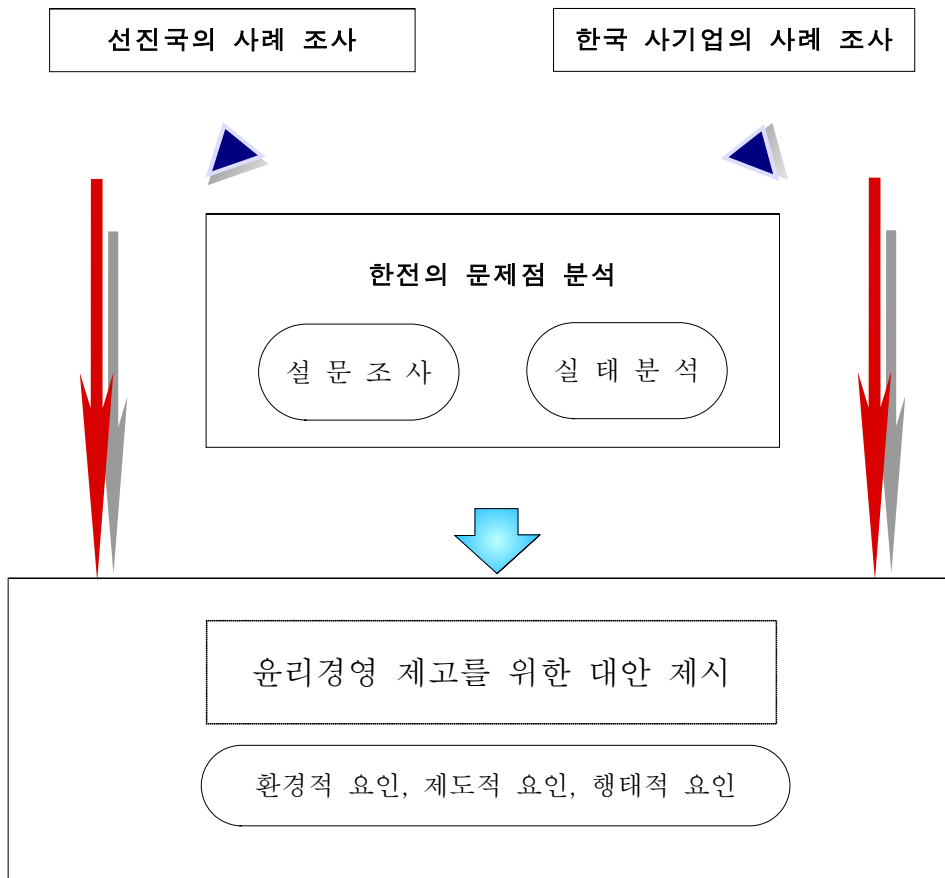 선진국의 사례 조사
한국 사기업의 사례 조사
한전의 문제점 분석
설 문 조 사
실 태 분 석
윤리경영 제고를 위한 대안 제시
환경적 요인, 제도적 요인, 행태적 요인